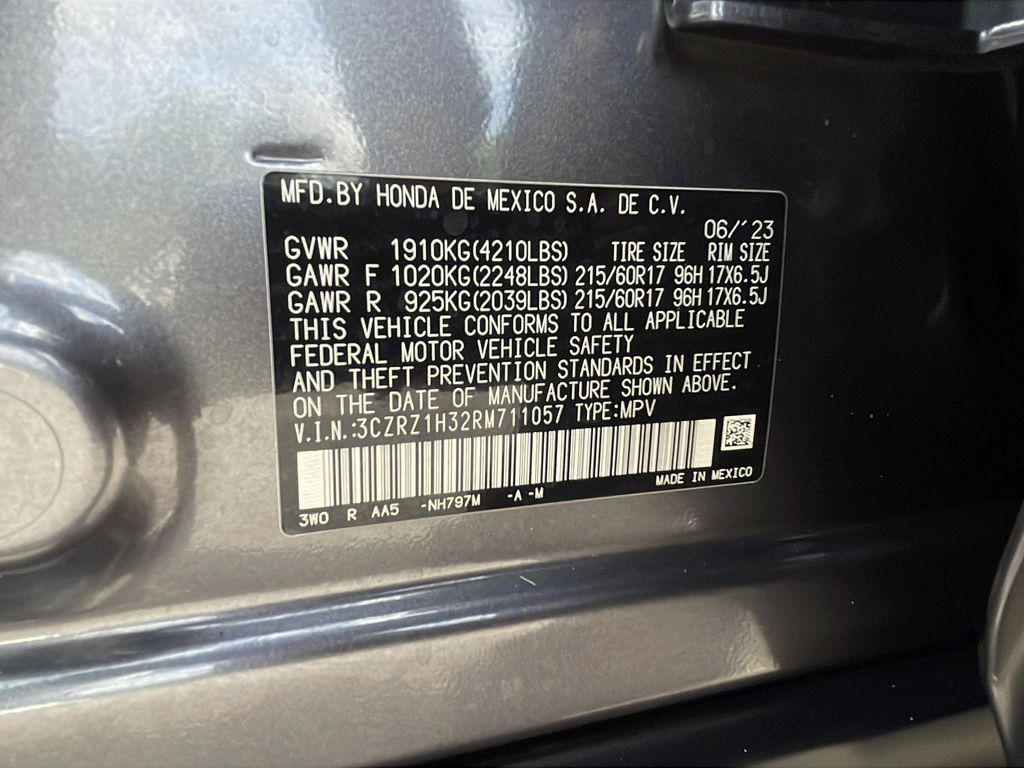 MFD.BY HONDA DE MEXICO S.A. DE C.V.
06/´23
GVWR 1910KG(4210LBS) TIRE SIZE RIM SIZE
GAWR F 1020KG(2248LBS) 215/60R17 96H 17X6.5J
GAWR R 925KG(2039LBS) 215/60R17 96H 17X6.5J
THIS VEHICLE CONFORMS TO ALL APPLICABLE
FEDERAL MOTOR VEHICLE SAFETY
AND THEFT PREVENTION STANDARDS IN EFFECT
ON THE DATE OF MANUFACTURE SHOWN ABOVE.
V.I.N.:3CZRZ1H32RM711057 TYPE:MPV
MADE IN MEXICO
3WO R AA5 -NH797M -A -M